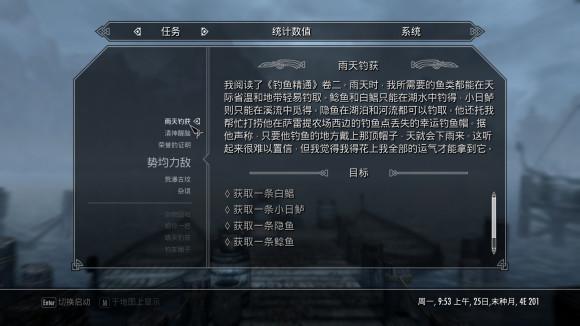 任务
统计数值
系统
雨天钓获
我阅读了《钓鱼精通》卷二。雨天时，我所需要的鱼类都能在天
际省温和地带轻易钓取。鲶鱼和白鲳只能在湖水中钓得，小日鲈
则只能在溪流中觅得，隐鱼在湖泊和河流都可以钓取。他还托我
帮忙打捞他在萨雷提农场西边的钓鱼点丢失的幸运钓鱼帽。据
他声称，只要他钓鱼的地方戴上那顶帽子，天就会下雨来。这听
起来很难以置信，但我觉得我得花上我全部的运气才能拿到它。
雨天钓获
清神醒脑
荣誉的证明
势均力敌
荒瀑古坟
杂项
目标
获取一条白鲳
获取一条小日鲈
获取一条隐鱼
获取一条鲶鱼
Enter 切换启动
M 于地图上显示
周一, 9:53 上午, 25日,末种月, 4E 201